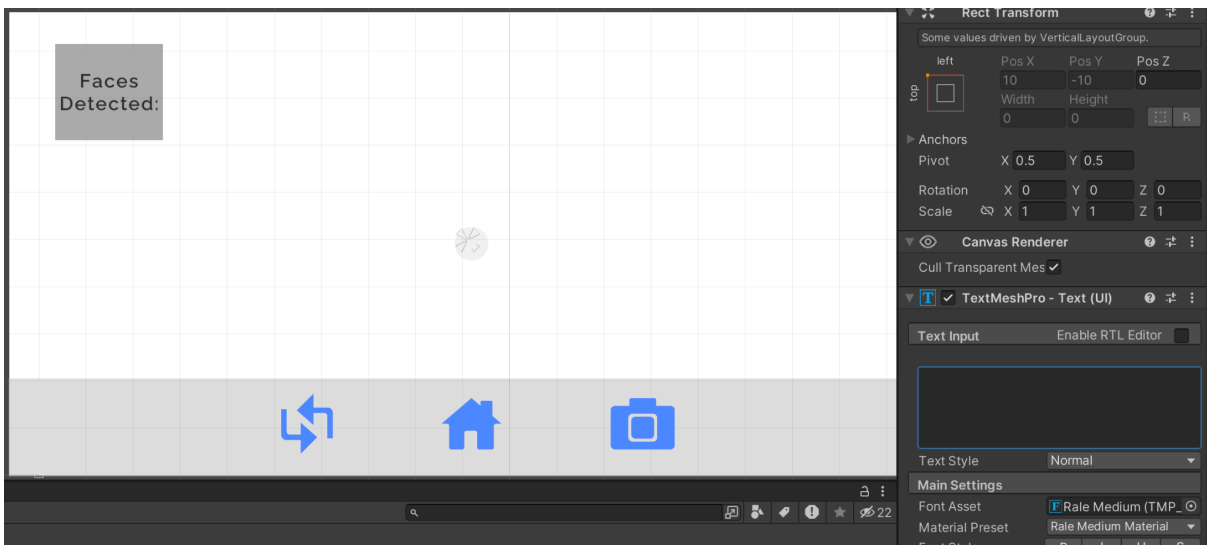 Faces
Detected:
Rect Transform
Some values driven by VerticalLayoutGroup.
left
Pos X Pos Y Pos Z
top
10 -10 0
Width Height
0 0
R
Anchors
Pivot X 0.5 Y 0.5
Rotation X 0 Y 0 Z 0
Scale X 1 Y 1 Z 1
Canvas Renderer
Cull Transparent Mes
T TextMeshPro - Text (UI)
Text Input Enable RTL Editor
Text Style Normal
Main Settings
Font Asset F Rale Medium (TMP_
Material Preset Rale Medium Material
22